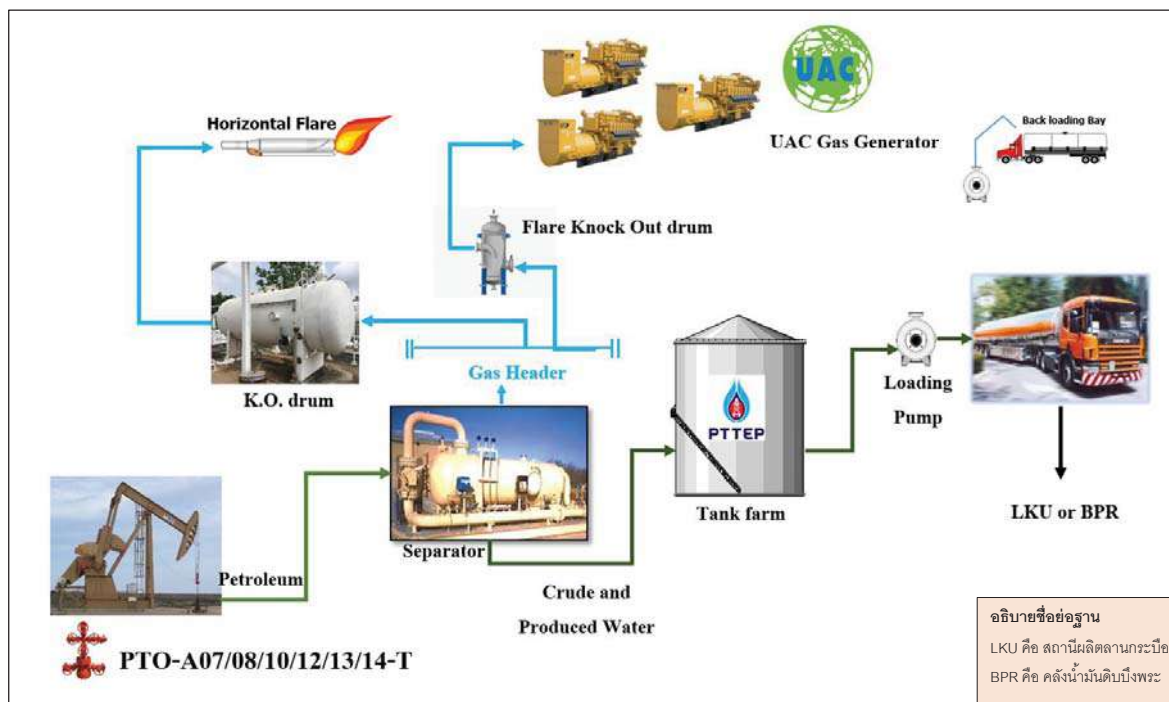 UAC
Horizontal Flare
Back loading Bay
UAC Gas Generator
Flare Knock Out drum
Gas Header
K.O. drum
Loading
Pump
PTTEP
Tank farm
LKU or BPR
Separator
Petroleum
Crude and
Produced Water
PTO-A07/08/10/12/13/14-T
อธิบายชื่อย่อฐาน
LKU คือ สถานีผลิตลานกระบือ
BPR คือ คลังน้ำมันดิบบึงพระ